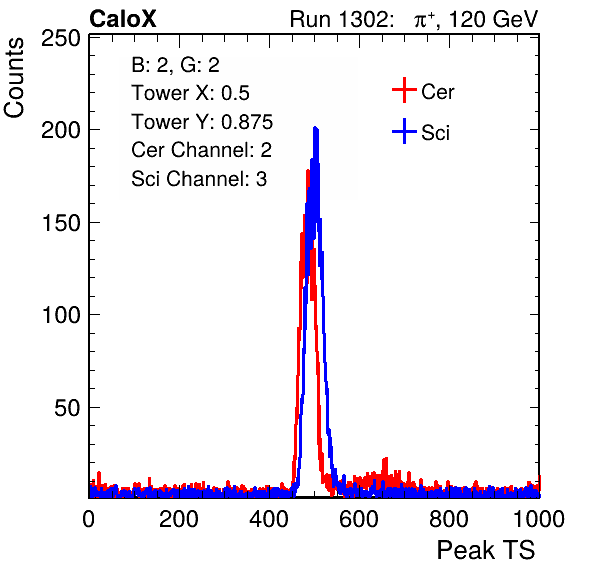 CaloX Run 1302: π⁺, 120 GeV
Counts
250
200
150
100
50
B: 2, G: 2
Tower X: 0.5
Tower Y: 0.875
Cer Channel: 2
Sci Channel: 3
Cer
Sci
0 200 400 600 800 1000
Peak TS